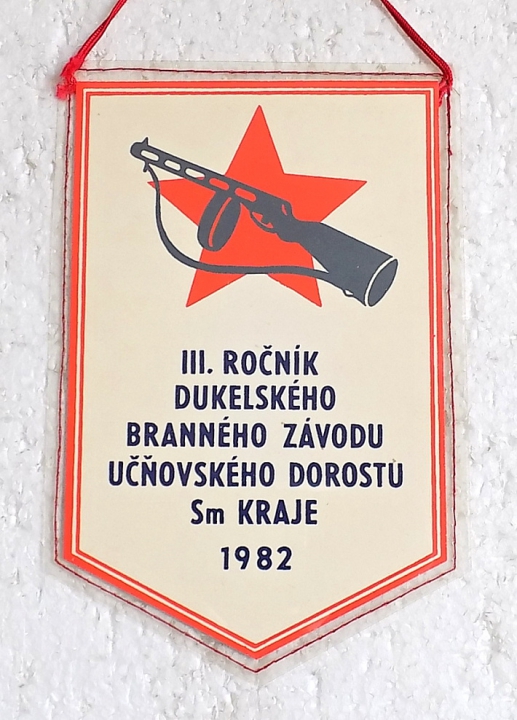 III. ROČNÍK
DUKELSKÉHO
BRANNÉHO ZÁVODU
UČŇOVSKÉHO DOROSTU
Sm KRAJE
1982